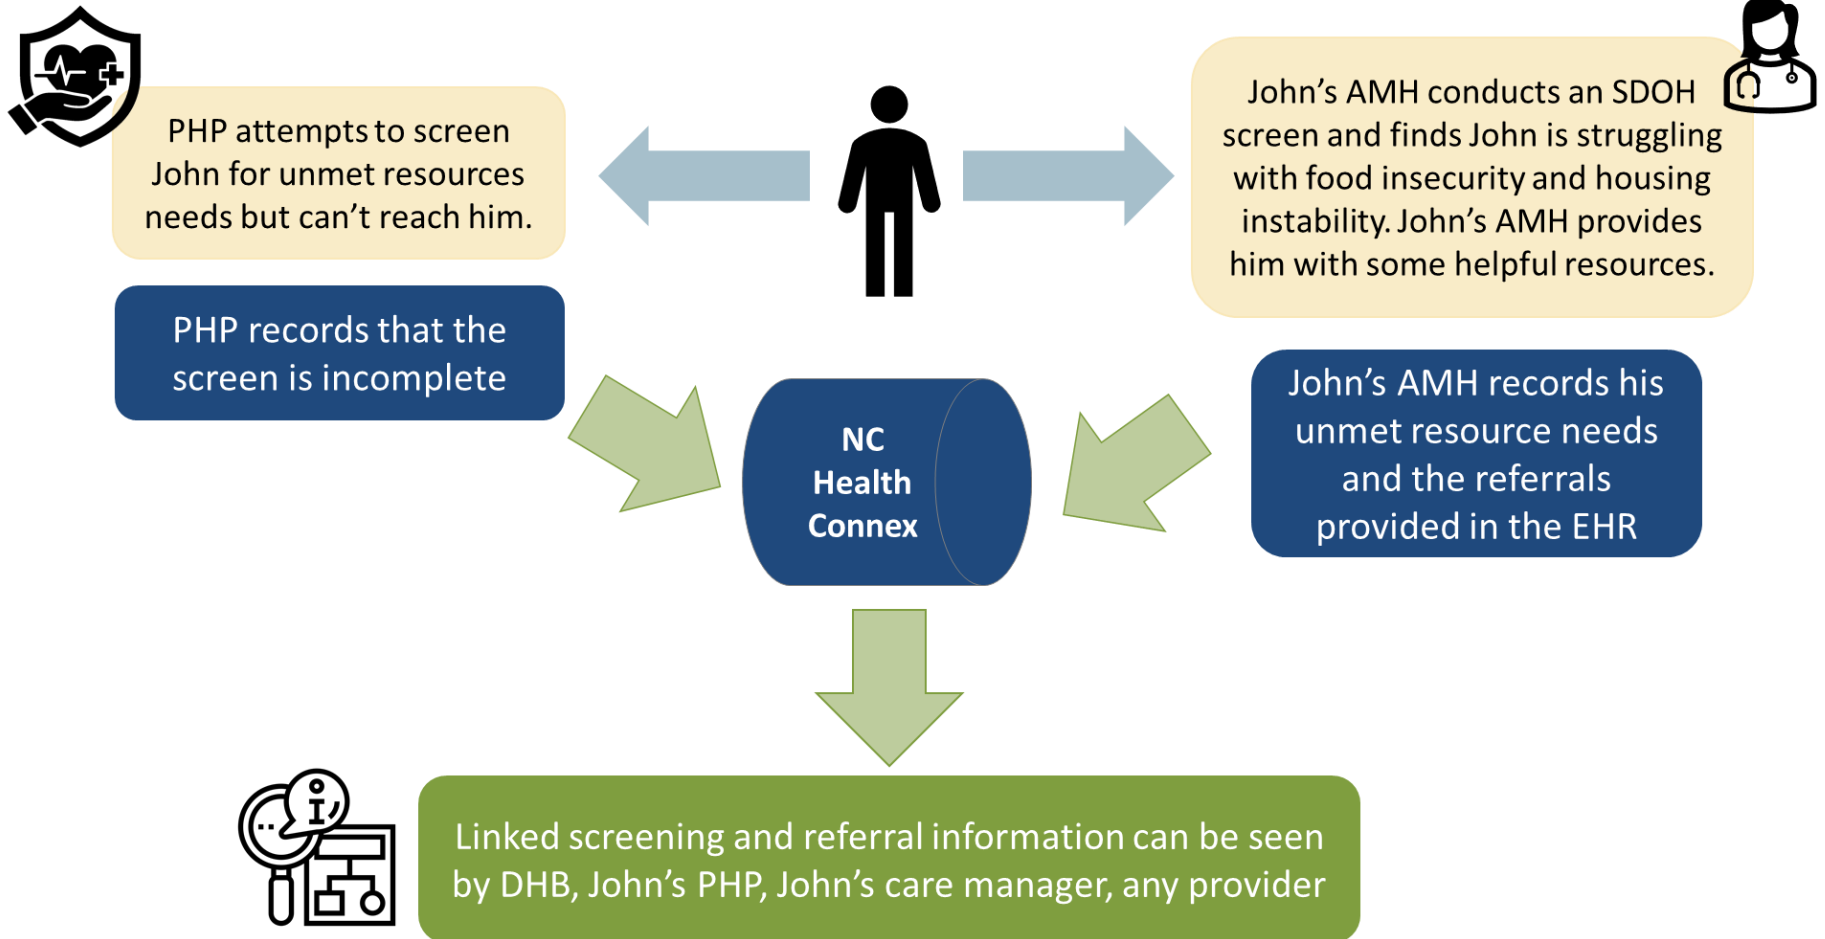 PHP attempts to screen
John for unmet resources
needs but can't reach him.
John's AMH conducts an SDOH
screen and finds John is struggling
with food insecurity and housing
instability. John's AMH provides
him with some helpful resources.
PHP records that the
screen is incomplete
NC
Health
Connex
John's AMH records his
unmet resource needs
and the referrals
provided in the EHR
Linked screening and referral information can be seen
by DHB, John's PHP, John's care manager, any provider